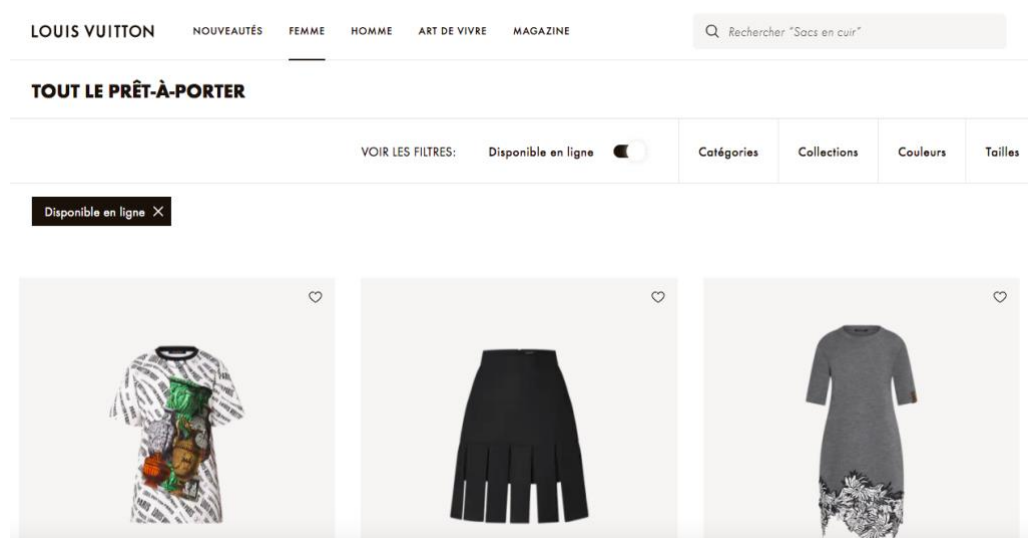 LOUIS VUITTON NOUVEAUTÉS FEMME HOMME ART DE VIVRE MAGAZINE Rechercher "Sacs en cuir"
TOUT LE PRÊT-À-PORTER
VOIR LES FILTRES: Disponible en ligne Catégories Collections Couleurs Tailles
Disponible en ligne